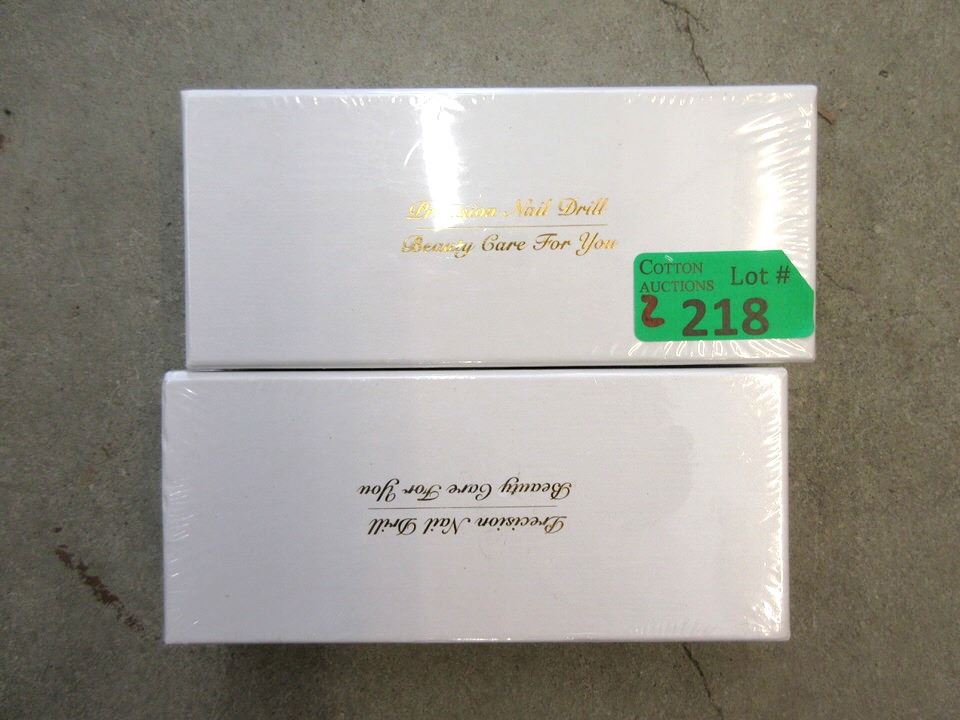 Precision Nail Drill
Beauty Care For You
COTTON
AUCTIONS
Lot #
2
218
Precision Nail Drill
Beauty Care For You